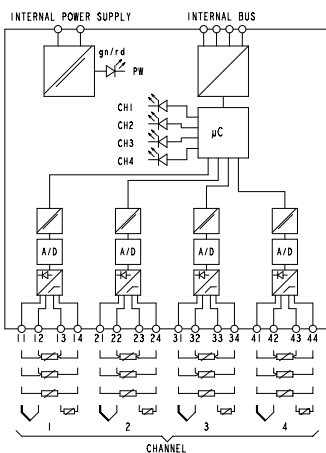 INTERNAL POWER SUPPLY INTERNAL BUS
gn/rd
PW
CH1
CH2
CH3
CH4
µC
A/D A/D A/D A/D
11 12 13 14 21 22 23 24 31 32 33 34 41 42 43 44
1 2 3 4
CHANNEL